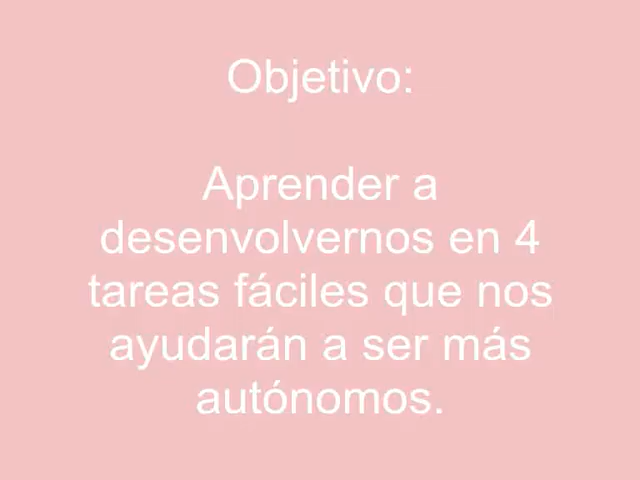 Objetivo:
Aprender a
desenvolvernos en 4
tareas fáciles que nos
ayudarán a ser más
autónomos.